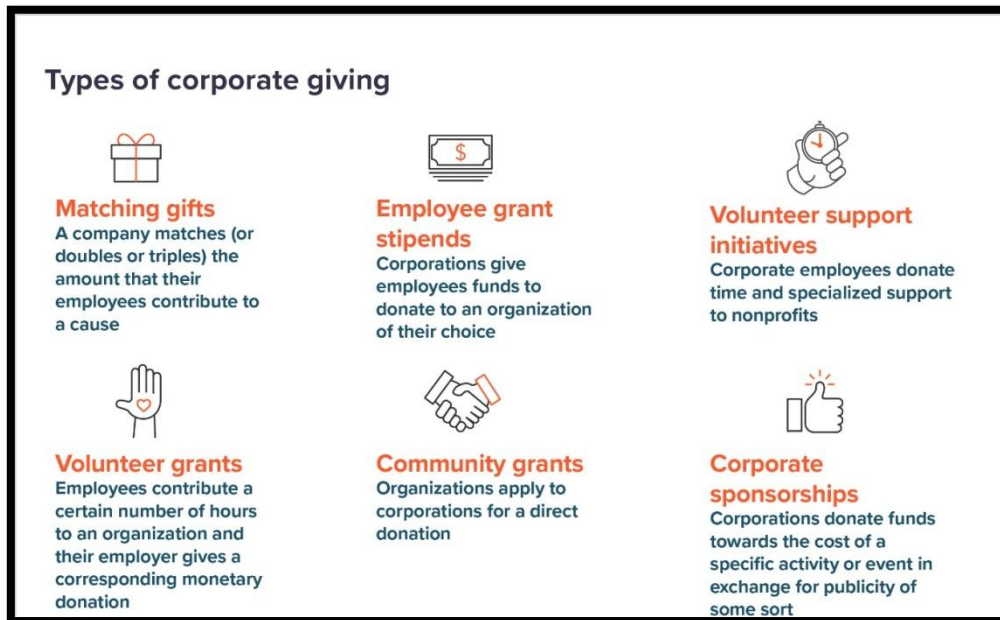 Types of corporate giving
$
Matching gifts
A company matches (or
doubles or triples) the
amount that their
employees contribute to
a cause
Employee grant
stipends
Corporations give
employees funds to
donate to an organization
of their choice
Volunteer support
initiatives
Corporate employees donate
time and specialized support
to nonprofits
Volunteer grants
Employees contribute a
certain number of hours
to an organization and
their employer gives a
corresponding monetary
donation
Community grants
Organizations apply to
corporations for a direct
donation
Corporate
sponsorships
Corporations donate funds
towards the cost of a
specific activity or event in
exchange for publicity of
some sort